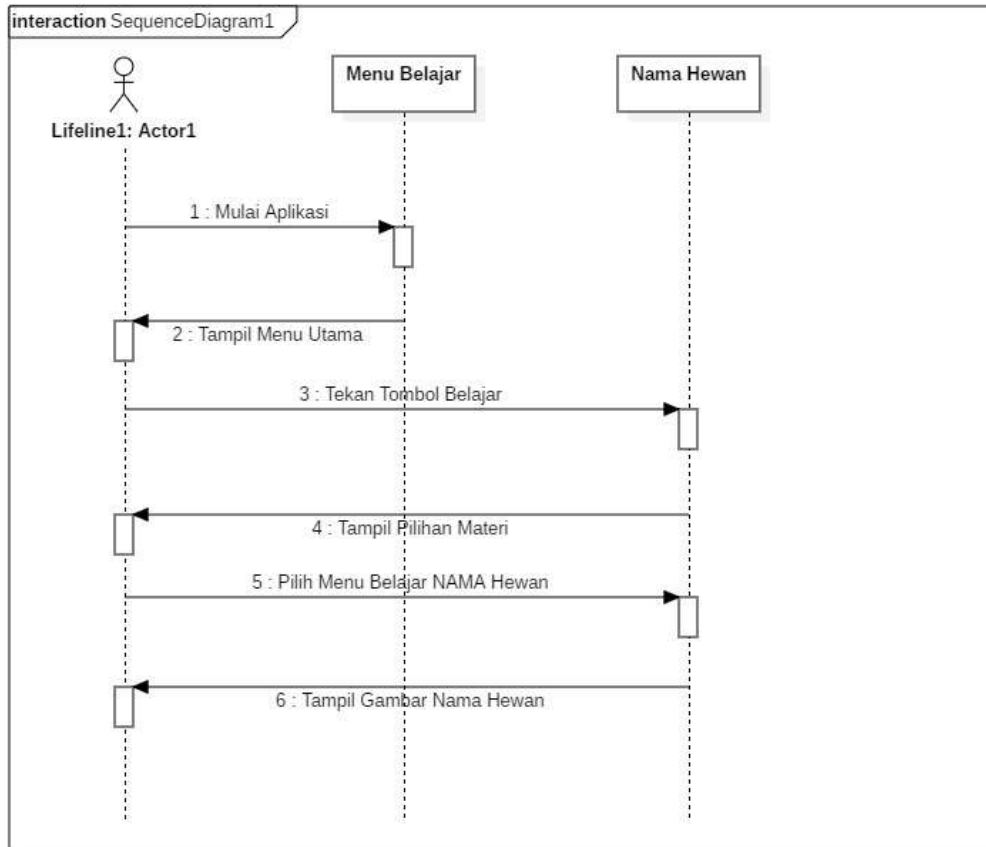 interaction SequenceDiagram1
Menu Belajar
Nama Hewan
Lifeline1: Actor1
1 : Mulai Aplikasi
2 : Tampil Menu Utama
3 : Tekan Tombol Belajar
4 : Tampil Pilihan Materi
5 : Pilih Menu Belajar NAMA Hewan
6 : Tampil Gambar Nama Hewan